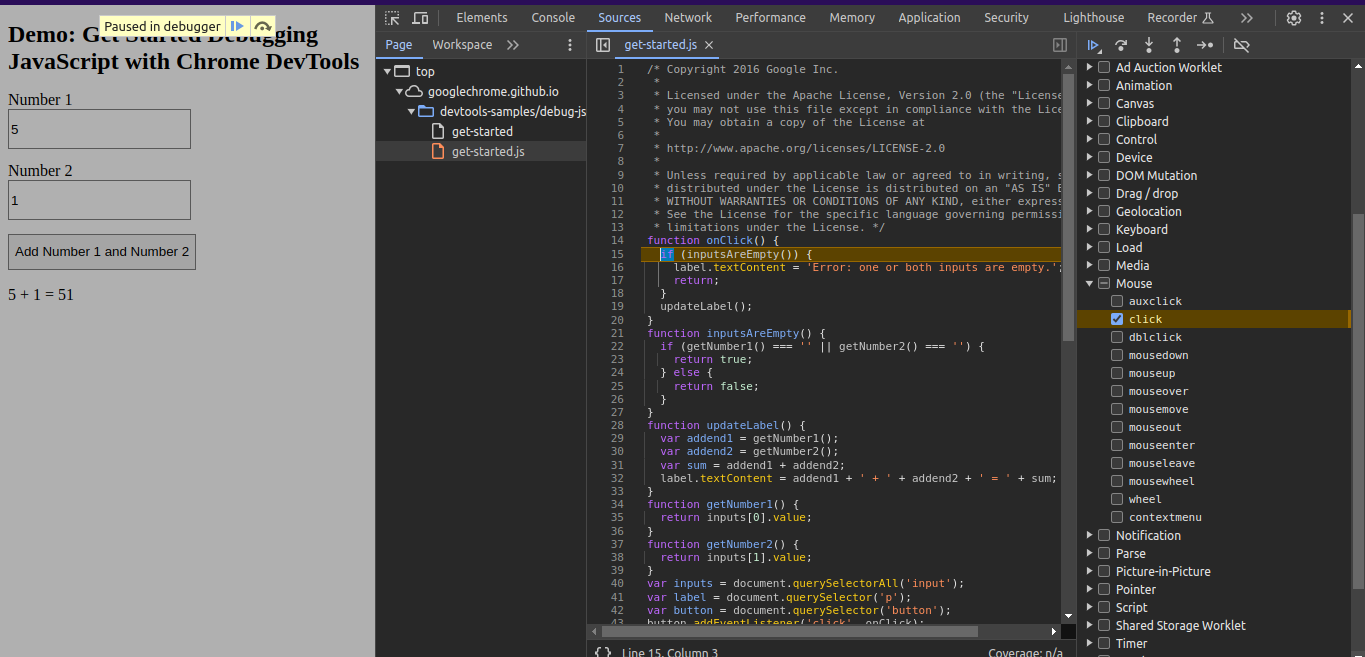 Paused in debugger
Demo: Get Started Debugging
JavaScript with Chrome DevTools
Number 1
5
Number 2
1
Add Number 1 and Number 2
5 + 1 = 51
Elements Console Sources Network Performance Memory Application Security Lighthouse Recorder
Page Workspace
get-started.js
top
googlechrome.github.io
devtools-samples/debug-js
get-started
get-started.js
1 /* Copyright 2016 Google Inc.
2 *
3 * Licensed under the Apache License, Version 2.0 (the "License
4 * you may not use this file except in compliance with the Lice
5 * You may obtain a copy of the License at
6 *
7 * http://www.apache.org/licenses/LICENSE-2.0
8 *
9 * Unless required by applicable law or agreed to in writing, s
10 * distributed under the License is distributed on an "AS IS" B
11 * WITHOUT WARRANTIES OR CONDITIONS OF ANY KIND, either express
12 * See the License for the specific language governing permissi
13 * limitations under the License. */
14 function onClick() {
15 if (inputsAreEmpty()) {
16 label.textContent = 'Error: one or both inputs are empty.';
17 return;
18 }
19 updateLabel();
20 }
21 function inputsAreEmpty() {
22 if (getNumber1() === '' || getNumber2() === '') {
23 return true;
24 } else {
25 return false;
26 }
27 }
28 function updateLabel() {
29 var addend1 = getNumber1();
30 var addend2 = getNumber2();
31 var sum = addend1 + addend2;
32 label.textContent = addend1 + ' + ' + addend2 + ' = ' + sum;
33 }
34 function getNumber1() {
35 return inputs[0].value;
36 }
37 function getNumber2() {
38 return inputs[1].value;
39 }
40 var inputs = document.querySelectorAll('input');
41 var label = document.querySelector('p');
42 var button = document.querySelector('button');
43 button.addEventListener('click', onClick);
{ } Line 15, Column 3 Coverage: n/a
Ad Auction Worklet
Animation
Canvas
Clipboard
Control
Device
DOM Mutation
Drag / drop
Geolocation
Keyboard
Load
Media
Mouse
auxclick
click
dblclick
mousedown
mouseup
mouseover
mousemove
mouseout
mouseenter
mouseleave
mousewheel
wheel
contextmenu
Notification
Parse
Picture-in-Picture
Pointer
Script
Shared Storage Worklet
Timer